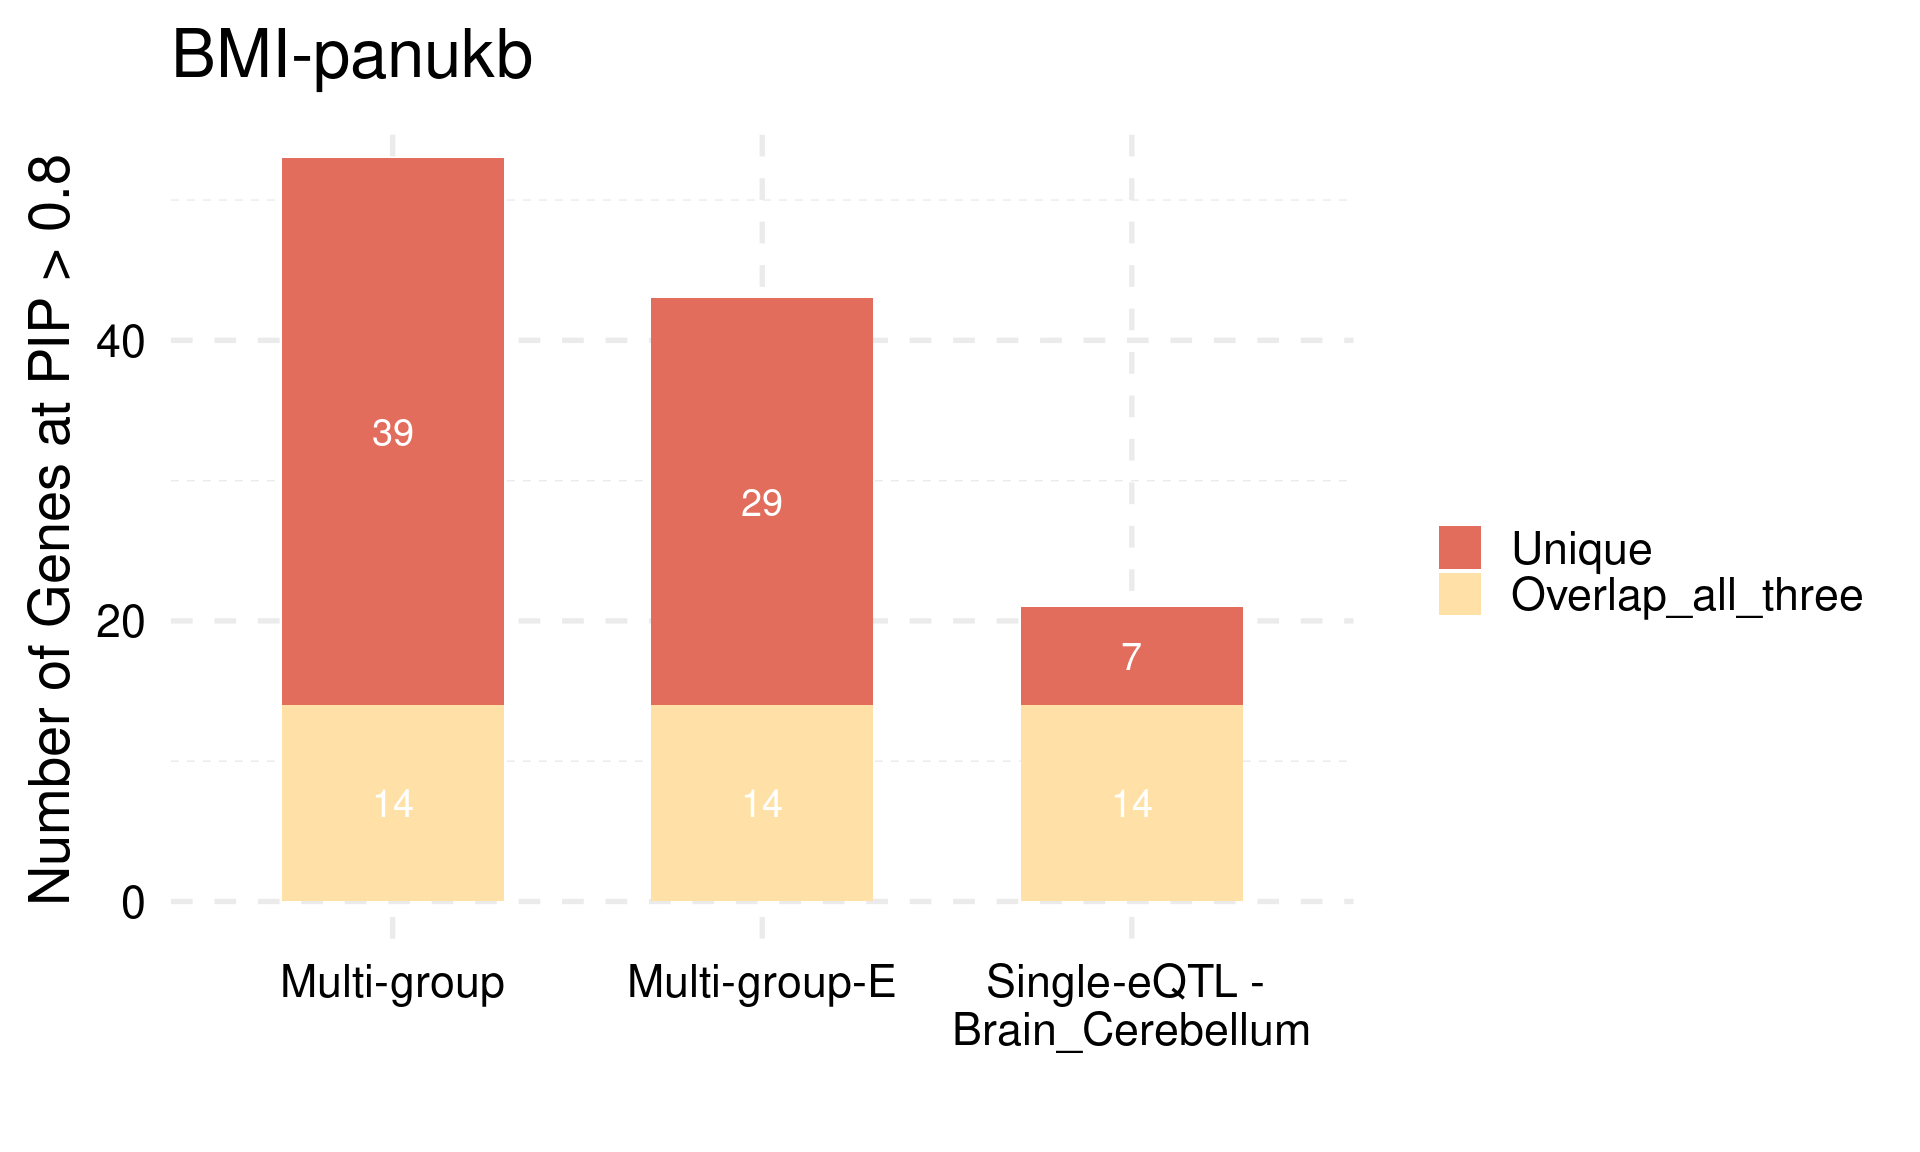 BMI-panukb
Number of Genes at PIP > 0.8
40
20
0
39
29
7
14
14
14
Multi-group
Multi-group-E
Single-eQTL -
Brain_Cerebellum
Unique
Overlap_all_three